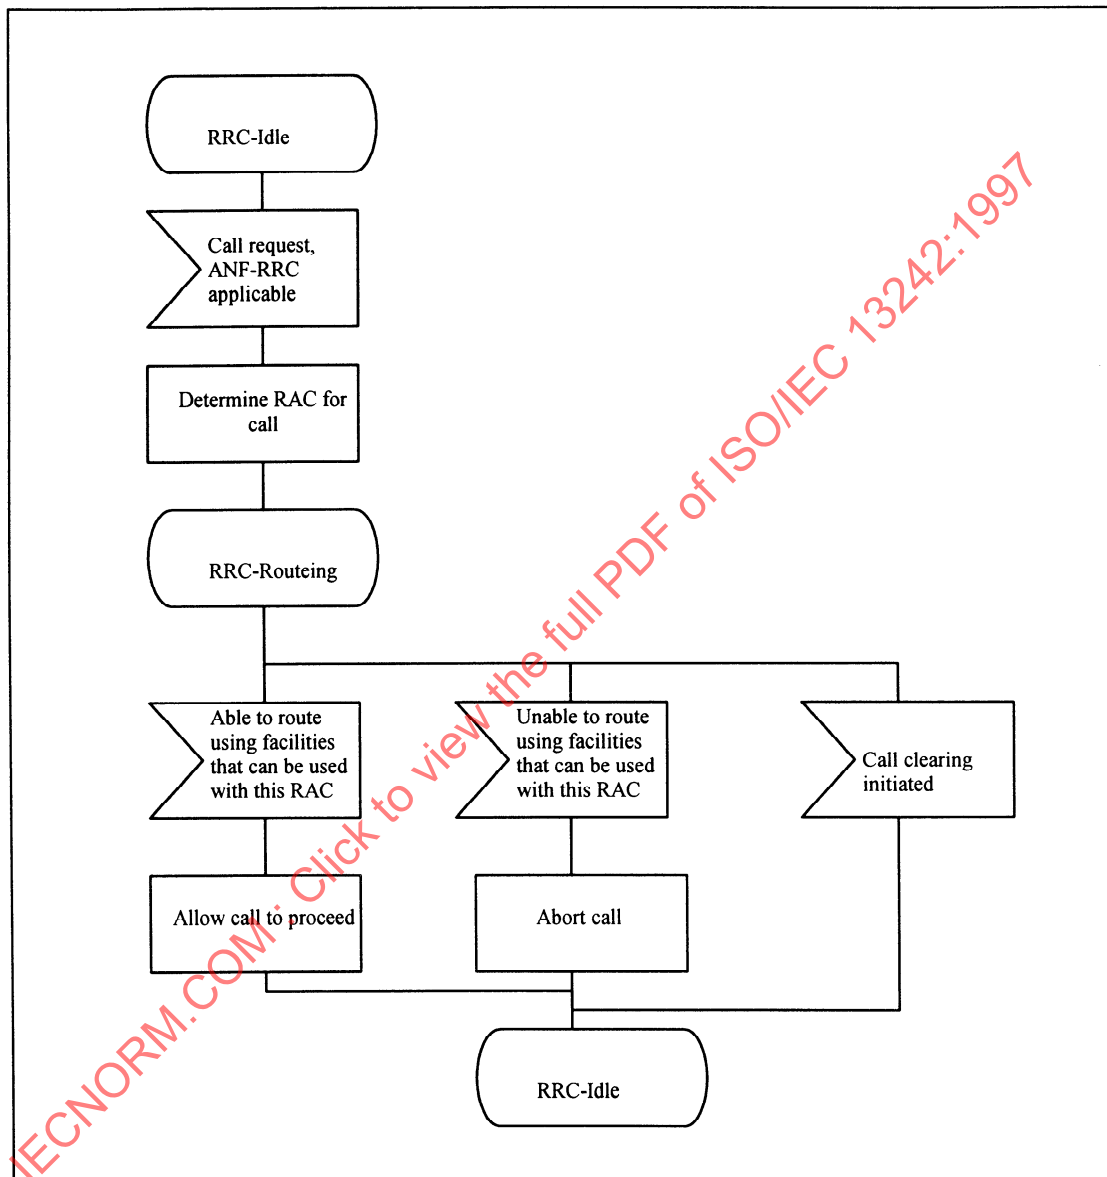 RRC-Idle
Call request,
ANF-RRC
applicable
Determine RAC for
call
RRC-Routeing
Able to route
using facilities
that can be used
with this RAC
Unable to route
using facilities
that can be used
with this RAC
Call clearing
initiated
Allow call to proceed
Abort call
RRC-Idle
IECNORM.COM : Click to view the full PDF of ISO/IEC 13242:1997